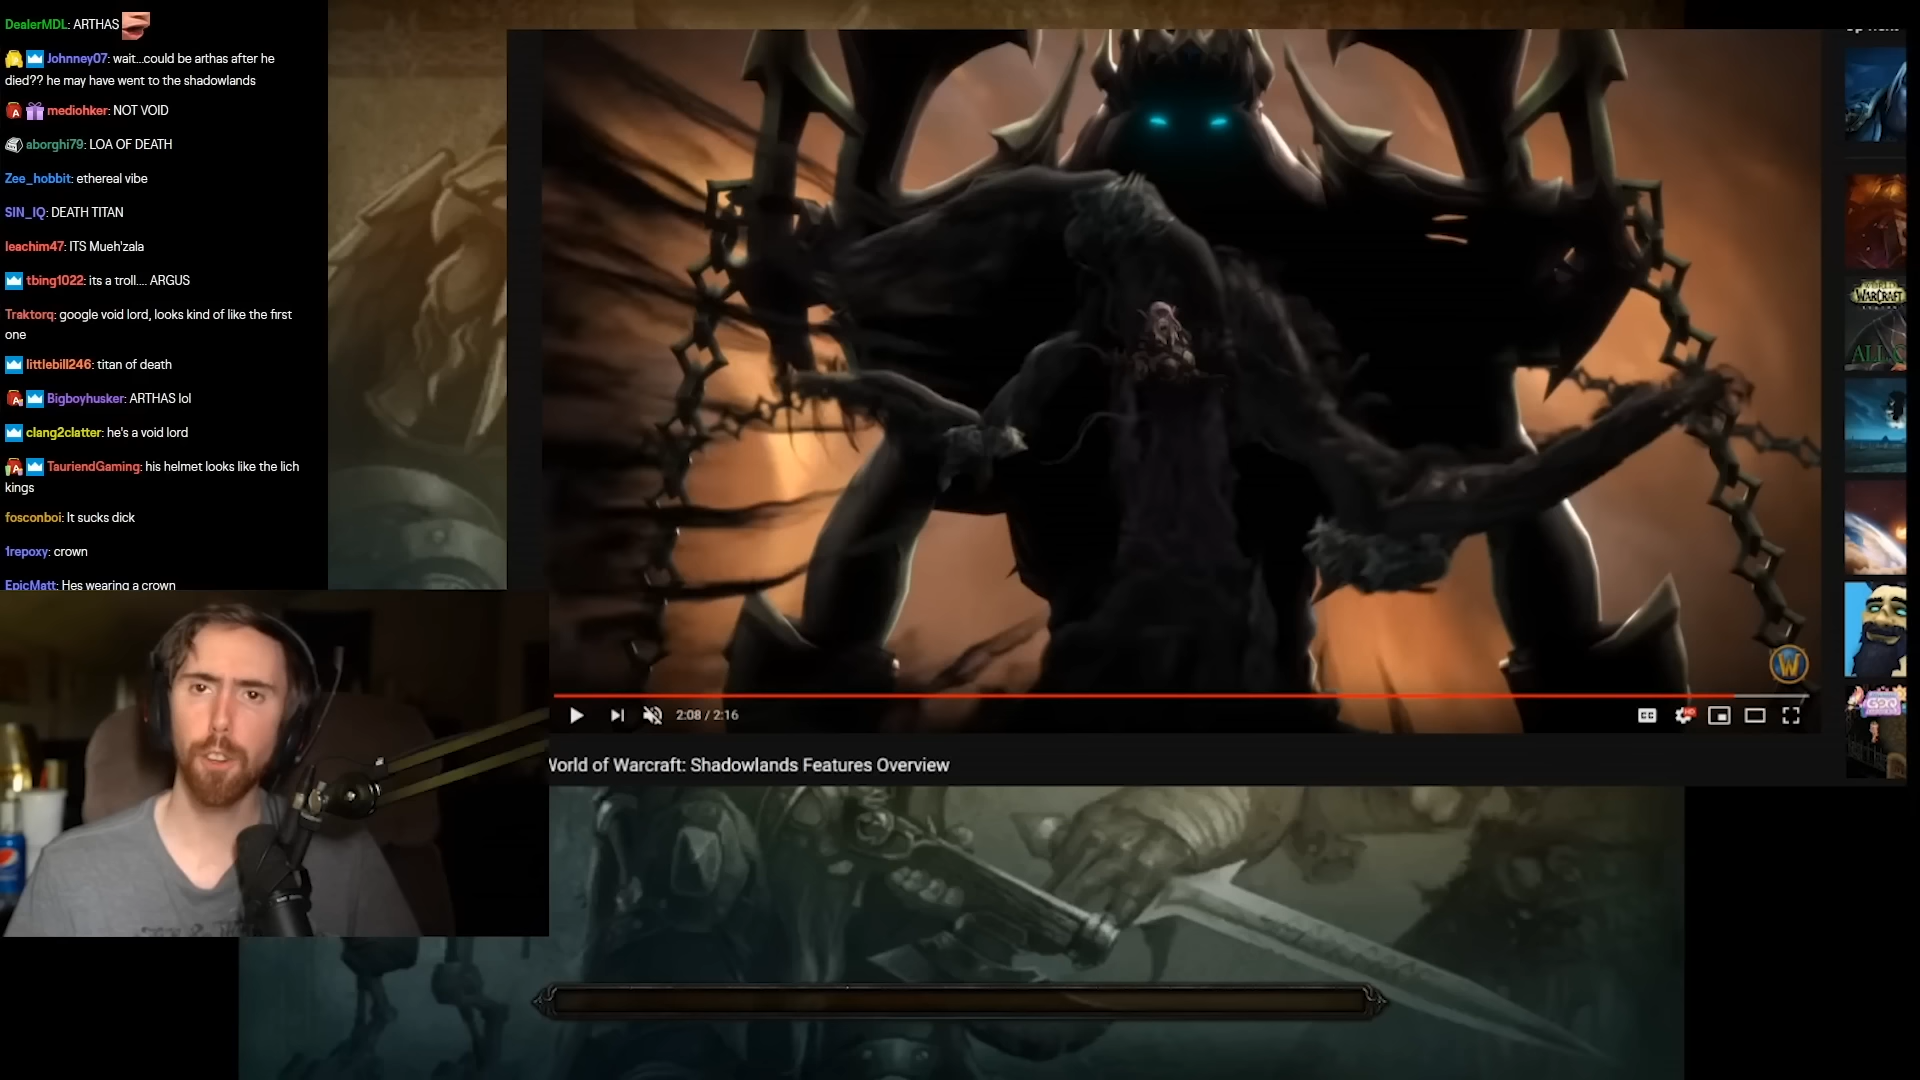 DealerMDL: ARTHAS
Johnney07: wait...could be arthas after he
died?? he may have went to the shadowlands
mediohker: NOT VOID
aborghi79: LOA OF DEATH
Zee_hobbit: ethereal vibe
SIN_IQ: DEATH TITAN
leachim47: ITS Mueh'zala
tbing1022: its a troll.... ARGUS
Traktorq: google void lord, looks kind of like the first
one
littlebill246: titan of death
Bigboyhusker: ARTHAS lol
clang2clatter: he's a void lord
TauriendGaming: his helmet looks like the lich
kings
fosconboi: It sucks dick
1repoxy: crown
EpicMatt: Hes wearing a crown
WARCRAFT
W
2:08 / 2:16
CC
HD
World of Warcraft: Shadowlands Features Overview